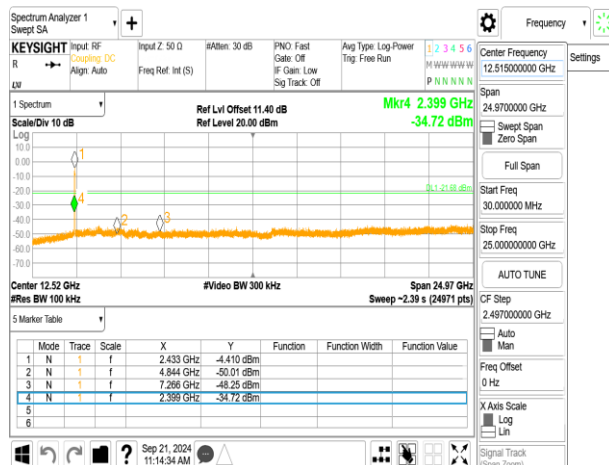 Spectrum Analyzer 1
Swept SA
Frequency
KEYSIGHT
Input: RF
Coupling: DC
Align: Auto
Input Z: 50 Ω
Freq Ref: Int (S)
#Atten: 30 dB
PNO: Fast
Gate: Off
IF Gain: Low
Sig Track: Off
Avg Type: Log-Power
Trig: Free Run
1 2 3 4 5 6
M W W W W W
P N N N N N
R
LXI
Settings
Center Frequency
12.515000000 GHz
Span
24.9700000 GHz
Swept Span
Zero Span
Full Span
Start Freq
30.000000 MHz
Stop Freq
25.000000000 GHz
AUTO TUNE
CF Step
2.497000000 GHz
Auto
Man
Freq Offset
0 Hz
X Axis Scale
Log
Lin
Signal Track
(Span Zoom)
1 Spectrum
Scale/Div 10 dB
Ref Lvl Offset 11.40 dB
Ref Level 20.00 dBm
Mkr4 2.399 GHz
-34.72 dBm
Log
10.0
0.00
-10.0
-20.0
-30.0
-40.0
-50.0
-60.0
-70.0
1
4
2
3
DL1 -21.68 dBm
Center 12.52 GHz
#Video BW 300 kHz
Span 24.97 GHz
#Res BW 100 kHz
Sweep ~2.39 s (24971 pts)
5 Marker Table
Mode Trace Scale X Y Function Function Width Function Value
1 N 1 f 2.433 GHz -4.410 dBm
2 N 1 f 4.844 GHz -50.01 dBm
3 N 1 f 7.266 GHz -48.25 dBm
4 N 1 f 2.399 GHz -34.72 dBm
5
6
?
Sep 21, 2024
11:14:34 AM